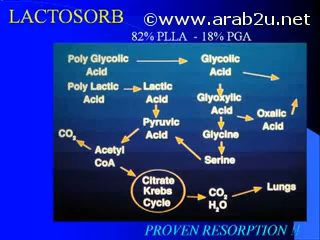 LACTOSORB
©www.arab2u.net
82% PLLA - 18% PGA
Poly Glycolic
Acid
Glycolic
Acid
Poly Lactic
Acid
Lactic
Acid
Glyoxylic
Acid
Oxalic
Acid
Pyruvic
Acid
Glycine
CO2
Acetyl
CoA
Serine
Citrate
Krebs
Cycle
CO2
H2O
Lungs
PROVEN RESORPTION !!